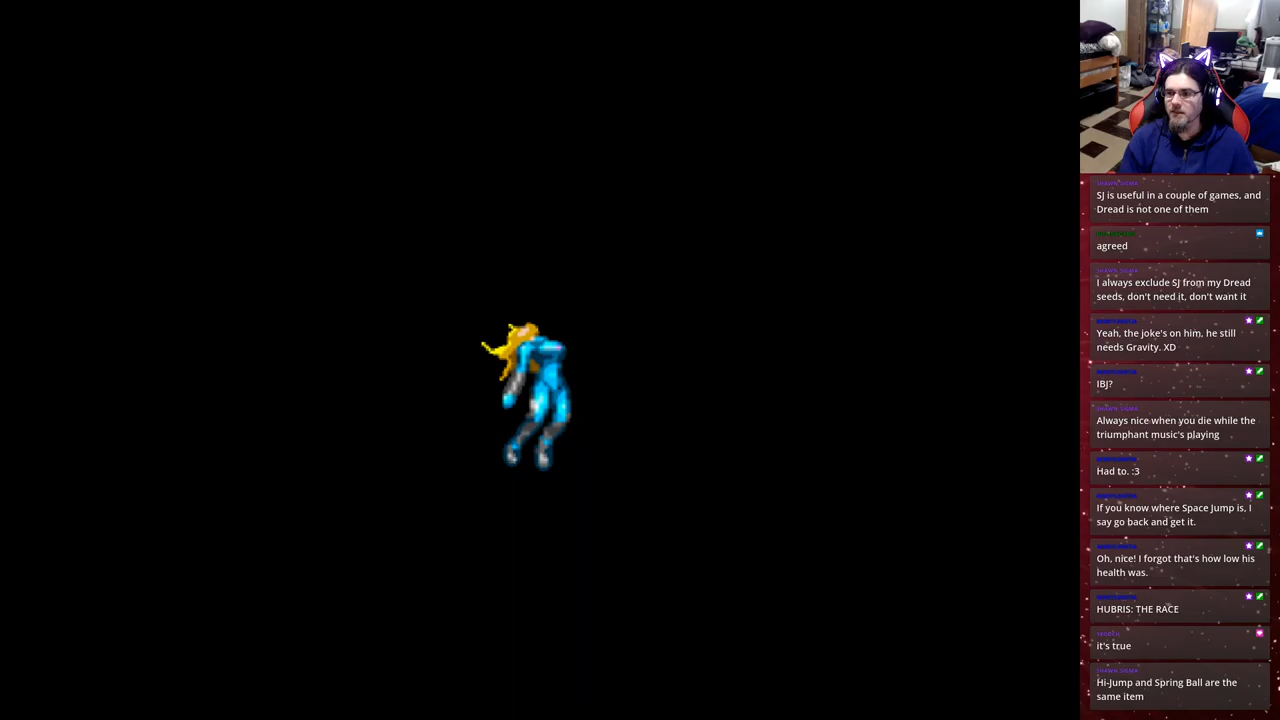 SJ is useful in a couple of games, and
Dread is not one of them
agreed
I always exclude SJ from my Dread
seeds, don't need it, don't want it
Yeah, the joke's on him, he still
needs Gravity. XD
IBJ?
Always nice when you die while the
triumphant music's playing
Had to. :3
If you know where Space Jump is, I
say go back and get it.
Oh, nice! I forgot that's how low his
health was.
HUBRIS: THE RACE
it's true
Hi-Jump and Spring Ball are the
same item